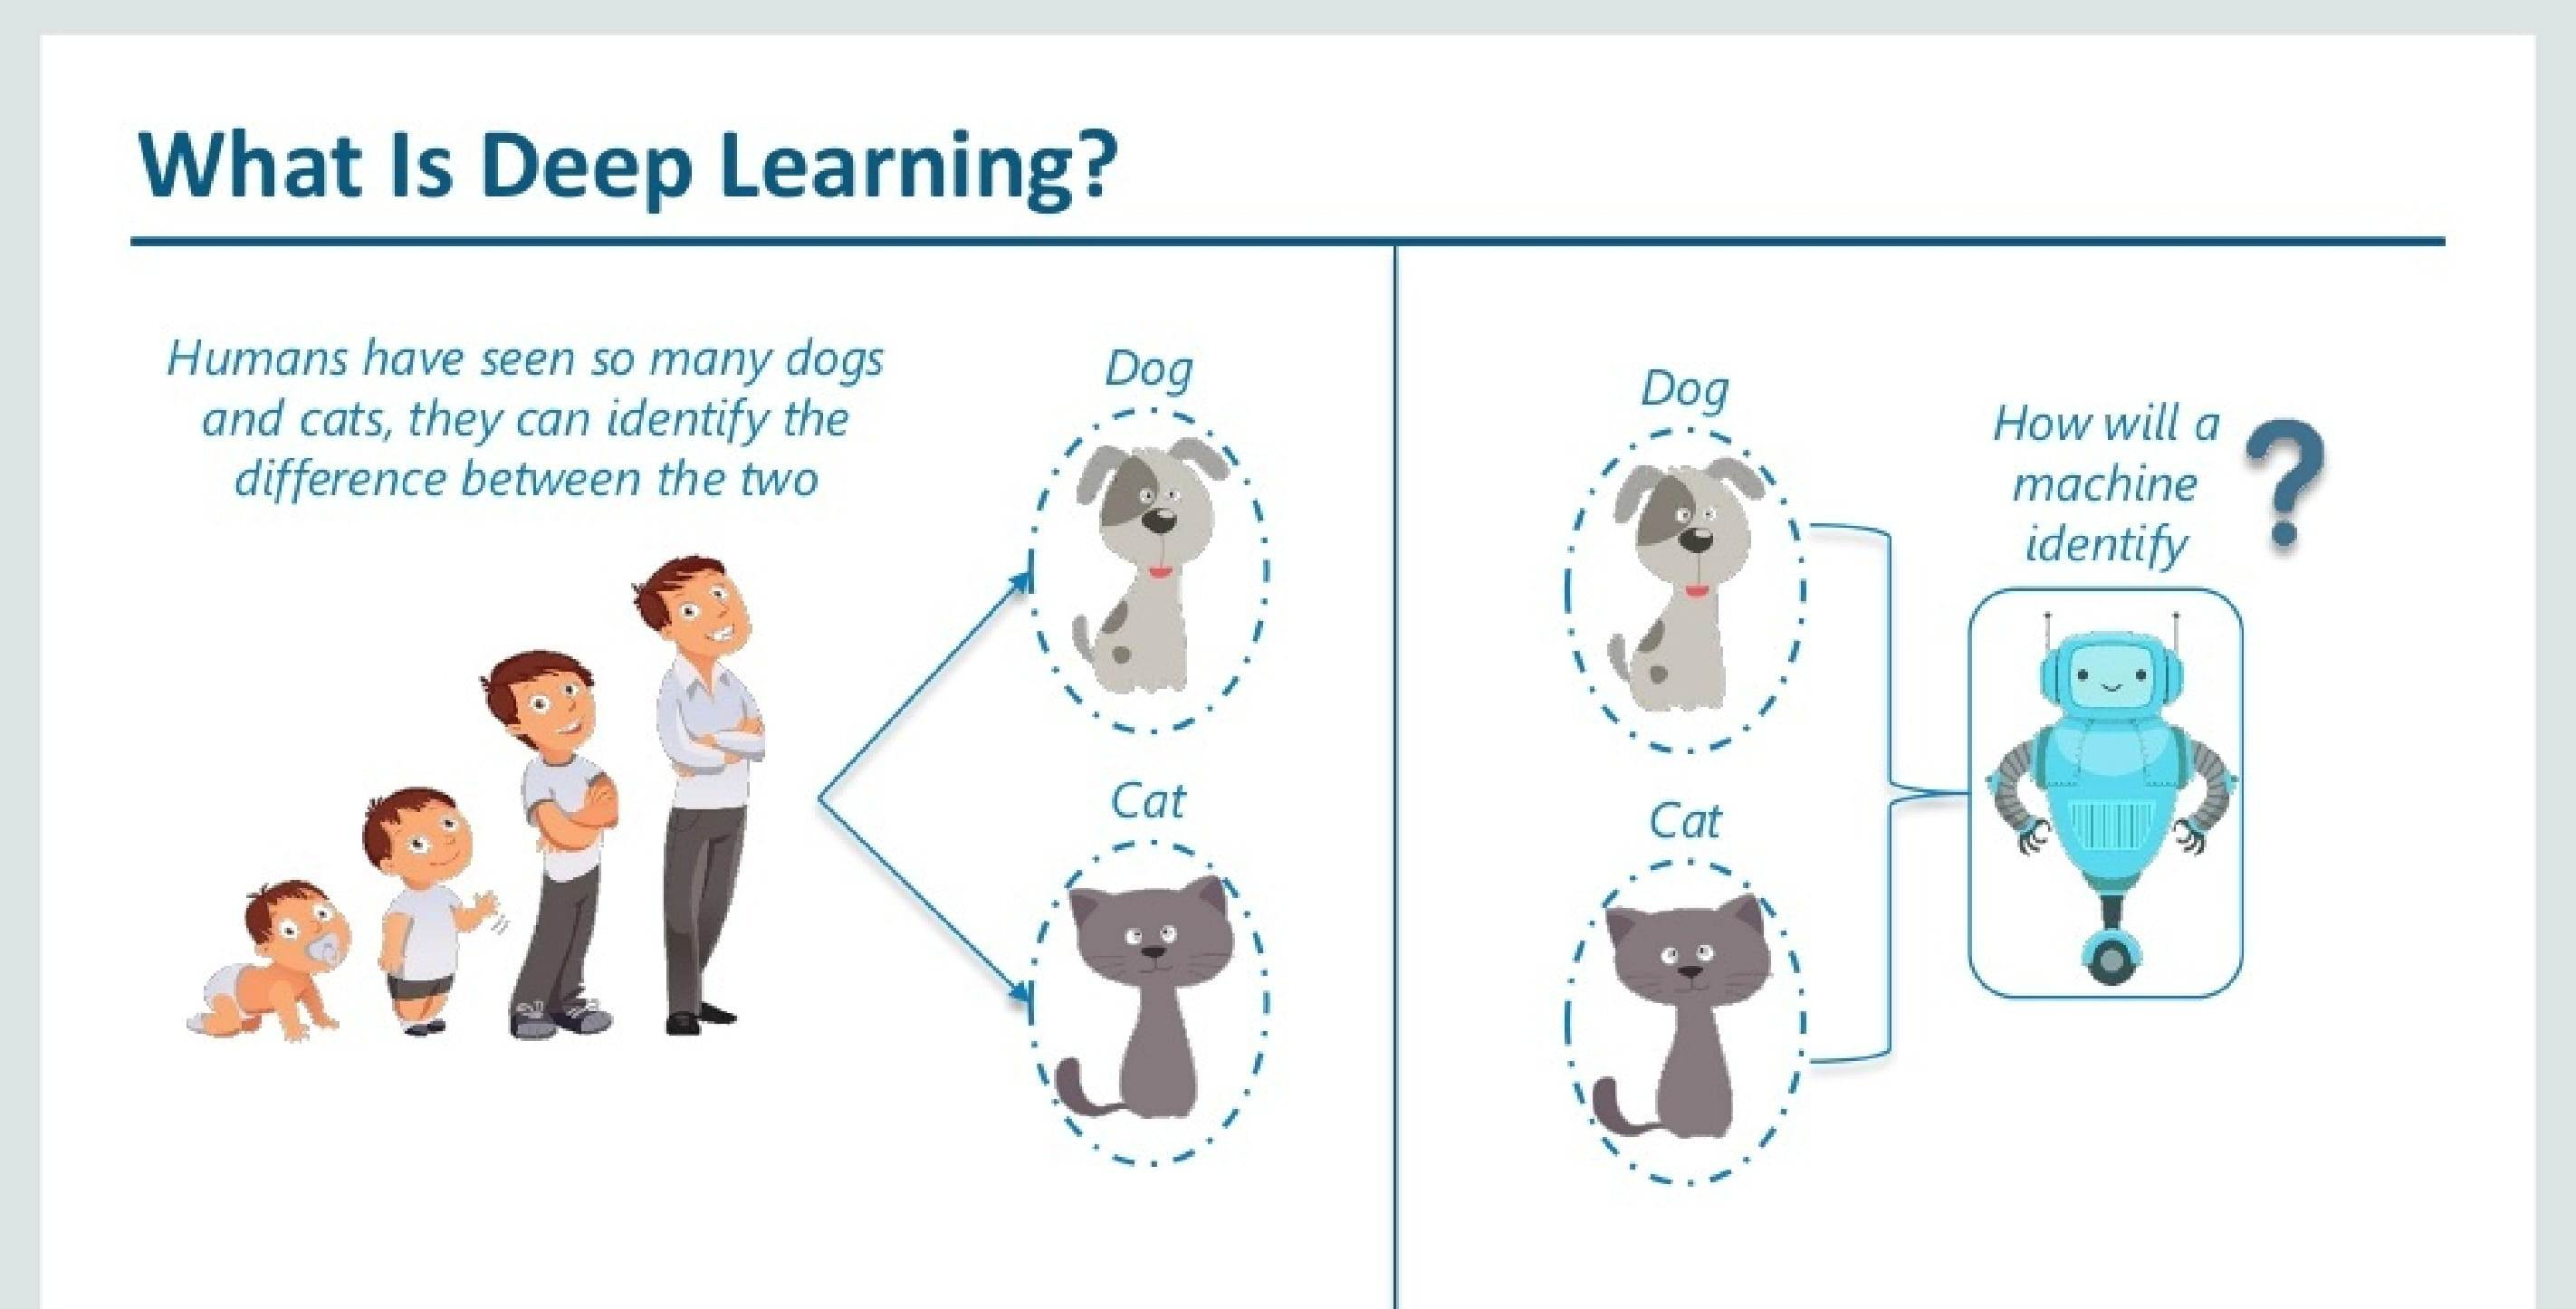 What Is Deep Learning?
Humans have seen so many dogs
and cats, they can identify the
difference between the two
Dog
Cat
Dog
Cat
How will a
machine
identify
?